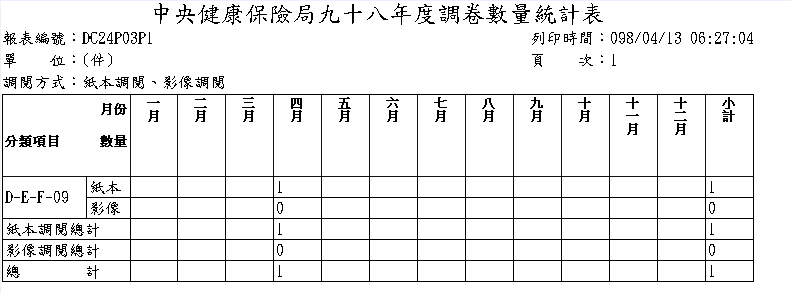 中央健康保險局九十八年度調卷數量統計表
報表編號：DC24P03P1 列印時間：098/04/13 06:27:04
單 位：(件) 頁 次：1
調閱方式：紙本調閱、影像調閱
月份 一月 二月 三月 四月 五月 六月 七月 八月 九月 十月 十一月 十二月 小計
分類項目 數量
D-E-F-09 紙本 1 1
影像 0 0
紙本調閱總計 1 1
影像調閱總計 0 0
總 計 1 1